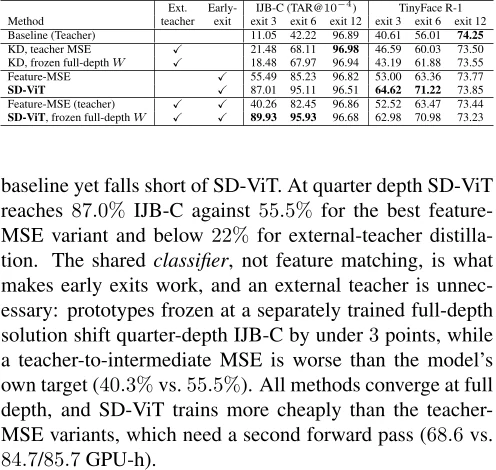 Ext. Early- IJB-C (TAR@10⁻⁴) TinyFace R-1
Method teacher exit exit 3 exit 6 exit 12 exit 3 exit 6 exit 12
Baseline (Teacher) 11.05 42.22 96.89 40.61 56.01 74.25
KD, teacher MSE ✓ 21.48 68.11 96.98 46.59 60.03 73.50
KD, frozen full-depth W ✓ 18.48 67.97 96.94 43.19 61.88 73.55
Feature-MSE ✓ 55.49 85.23 96.82 53.00 63.36 73.77
SD-ViT ✓ 87.01 95.11 96.51 64.62 71.22 73.85
Feature-MSE (teacher) ✓ ✓ 40.26 82.45 96.86 52.52 63.47 73.44
SD-ViT, frozen full-depth W ✓ ✓ 89.93 95.93 96.68 62.98 70.98 73.23
baseline yet falls short of SD-ViT. At quarter depth SD-ViT
reaches 87.0% IJB-C against 55.5% for the best feature-
MSE variant and below 22% for external-teacher distilla-
tion. The shared classifier, not feature matching, is what
makes early exits work, and an external teacher is unnec-
essary: prototypes frozen at a separately trained full-depth
solution shift quarter-depth IJB-C by under 3 points, while
a teacher-to-intermediate MSE is worse than the model's
own target (40.3% vs. 55.5%). All methods converge at full
depth, and SD-ViT trains more cheaply than the teacher-
MSE variants, which need a second forward pass (68.6 vs.
84.7/85.7 GPU-h).